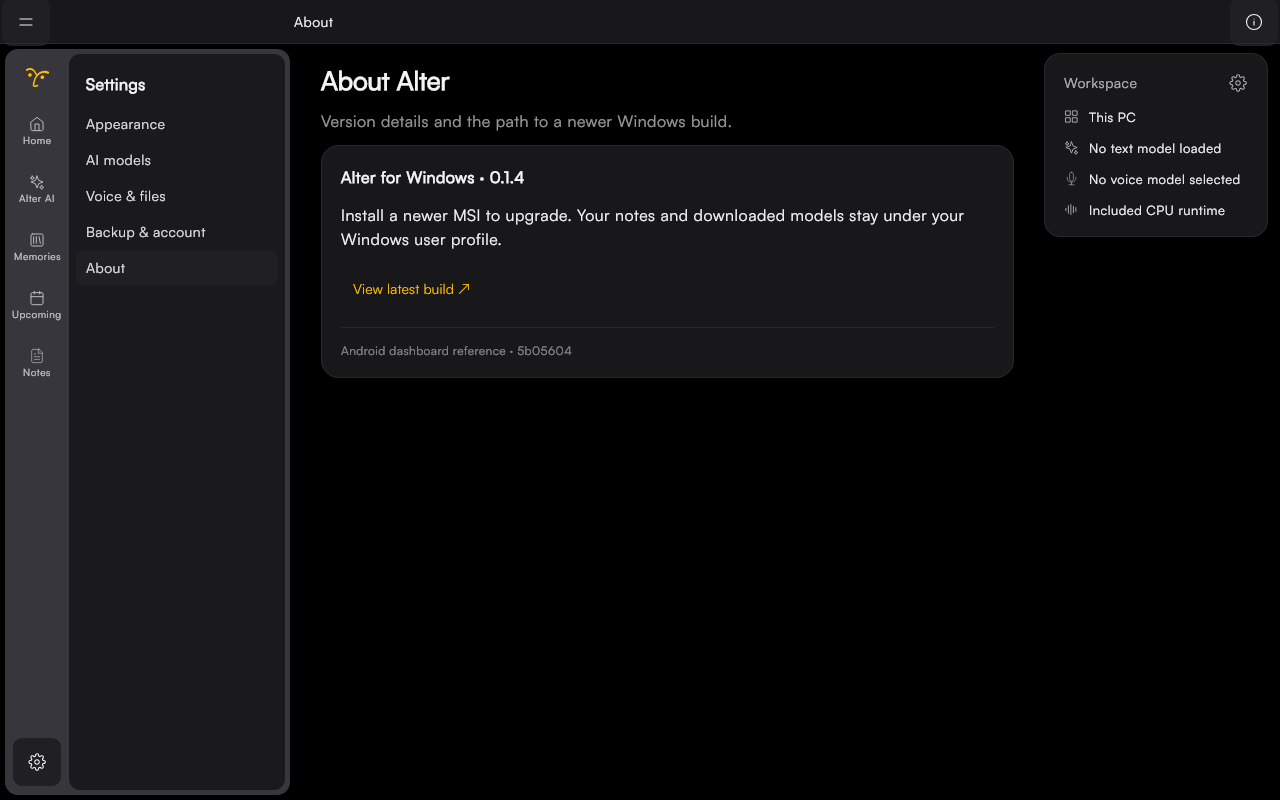 About
Settings
Appearance
AI models
Voice & files
Backup & account
About
Home
Alter AI
Memories
Upcoming
Notes
About Alter
Version details and the path to a newer Windows build.
Alter for Windows • 0.1.4
Install a newer MSI to upgrade. Your notes and downloaded models stay under your
Windows user profile.
View latest build ↗
Android dashboard reference • 5b05604
Workspace
This PC
No text model loaded
No voice model selected
Included CPU runtime